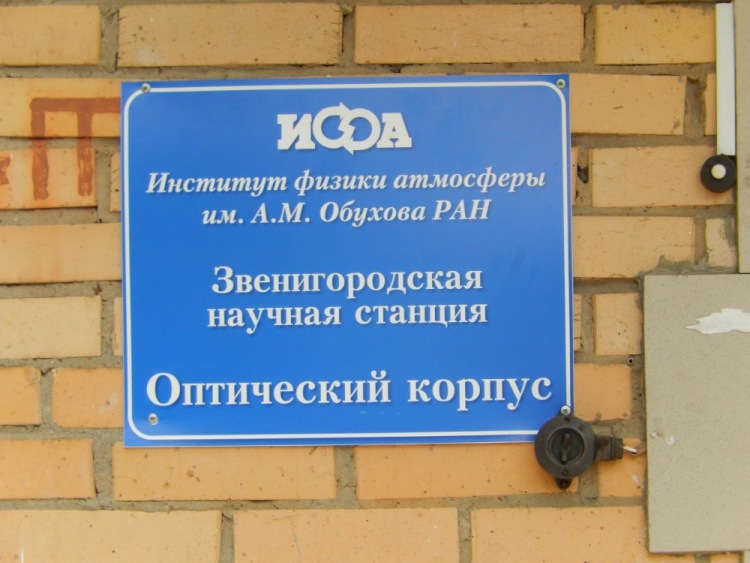 ИФА
Институт физики атмосферы
им. А.М. Обухова РАН
Звенигородская
научная станция
Оптический корпус